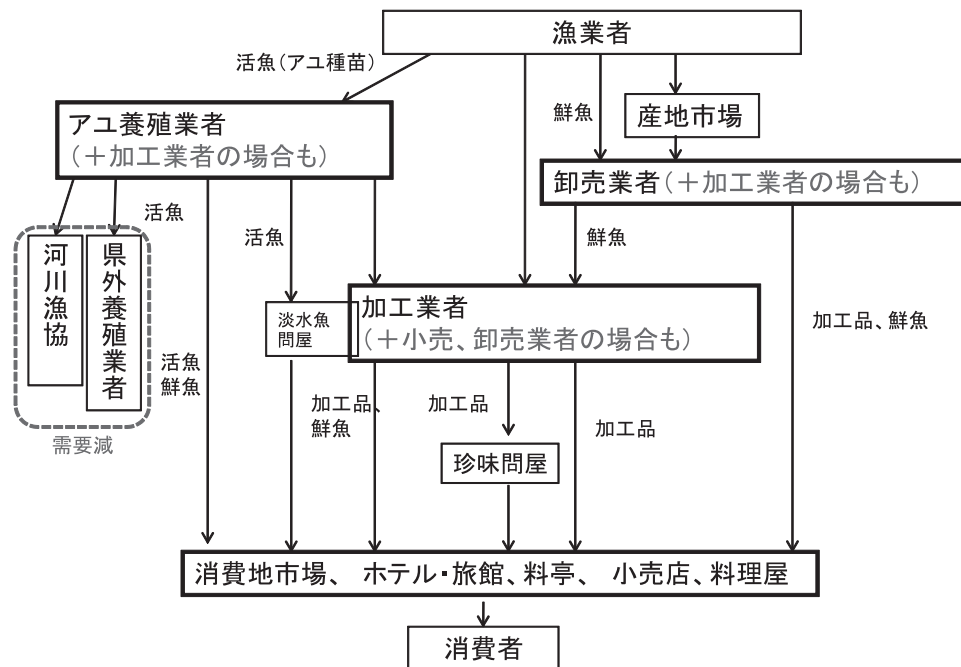 漁業者
活魚(アユ種苗)
アユ養殖業者
(＋加工業者の場合も)
鮮魚
産地市場
卸売業者(＋加工業者の場合も)
活魚
河川漁協
県外養殖業者
需要減
活魚
鮮魚
活魚
淡水魚
問屋
鮮魚
加工業者
(＋小売、卸売業者の場合も)
加工品、鮮魚
加工品、
鮮魚
加工品
珍味問屋
加工品
消費地市場、 ホテル・旅館、料亭、 小売店、料理屋
消費者